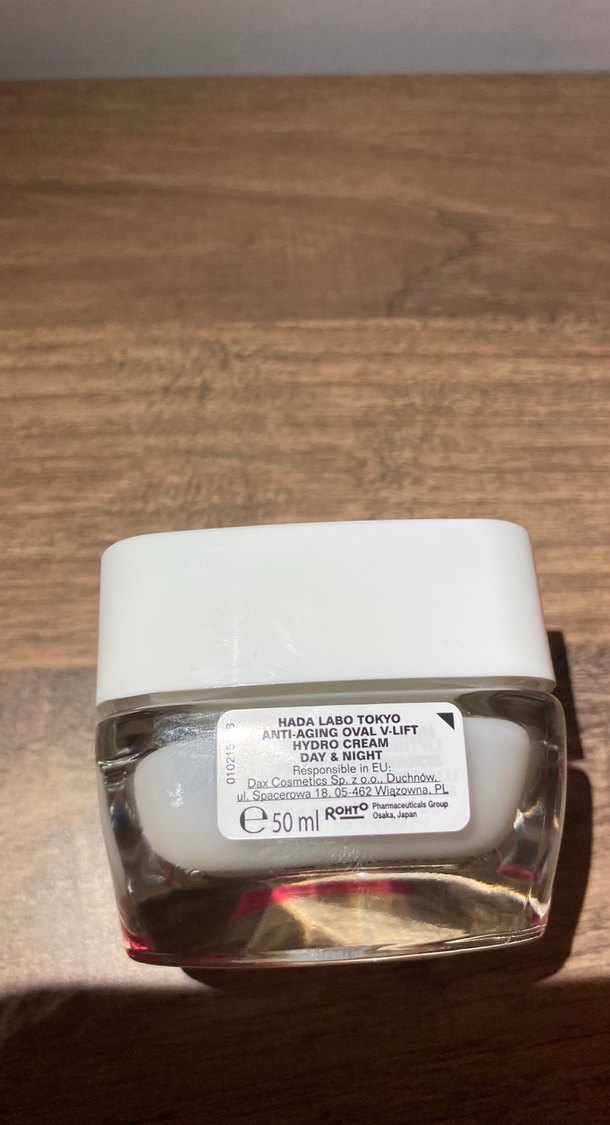 HADA LABO TOKYO
ANTI-AGING OVAL V-LIFT
HYDRO CREAM
DAY & NIGHT
Responsible in EU:
Dax Cosmetics Sp. z o.o., Duchnów,
ul. Spacerowa 18, 05-462 Wiązowna, PL
℮ 50 ml ROHTO Pharmaceuticals Group
Osaka, Japan